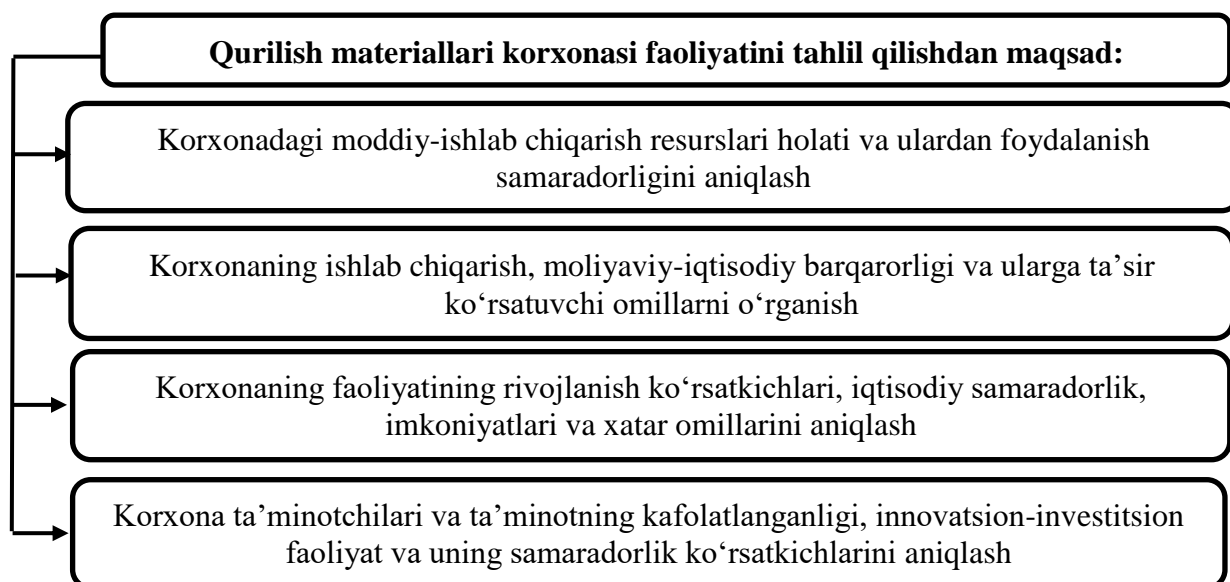 Qurilish materiallari korxonasi faoliyatini tahlil qilishdan maqsad:
Korxonadagi moddiy-ishlab chiqarish resurslari holati va ulardan foydalanish
samaradorligini aniqlash
Korxonaning ishlab chiqarish, moliyaviy-iqtisodiy barqarorligi va ularga ta’sir
ko‘rsatuvchi omillarni o‘rganish
Korxonaning faoliyatining rivojlanish ko‘rsatkichlari, iqtisodiy samaradorlik,
imkoniyatlari va xatar omillarini aniqlash
Korxona ta’minotchilari va ta’minotning kafolatlanganligi, innovatsion-investitsion
faoliyat va uning samaradorlik ko‘rsatkichlarini aniqlash